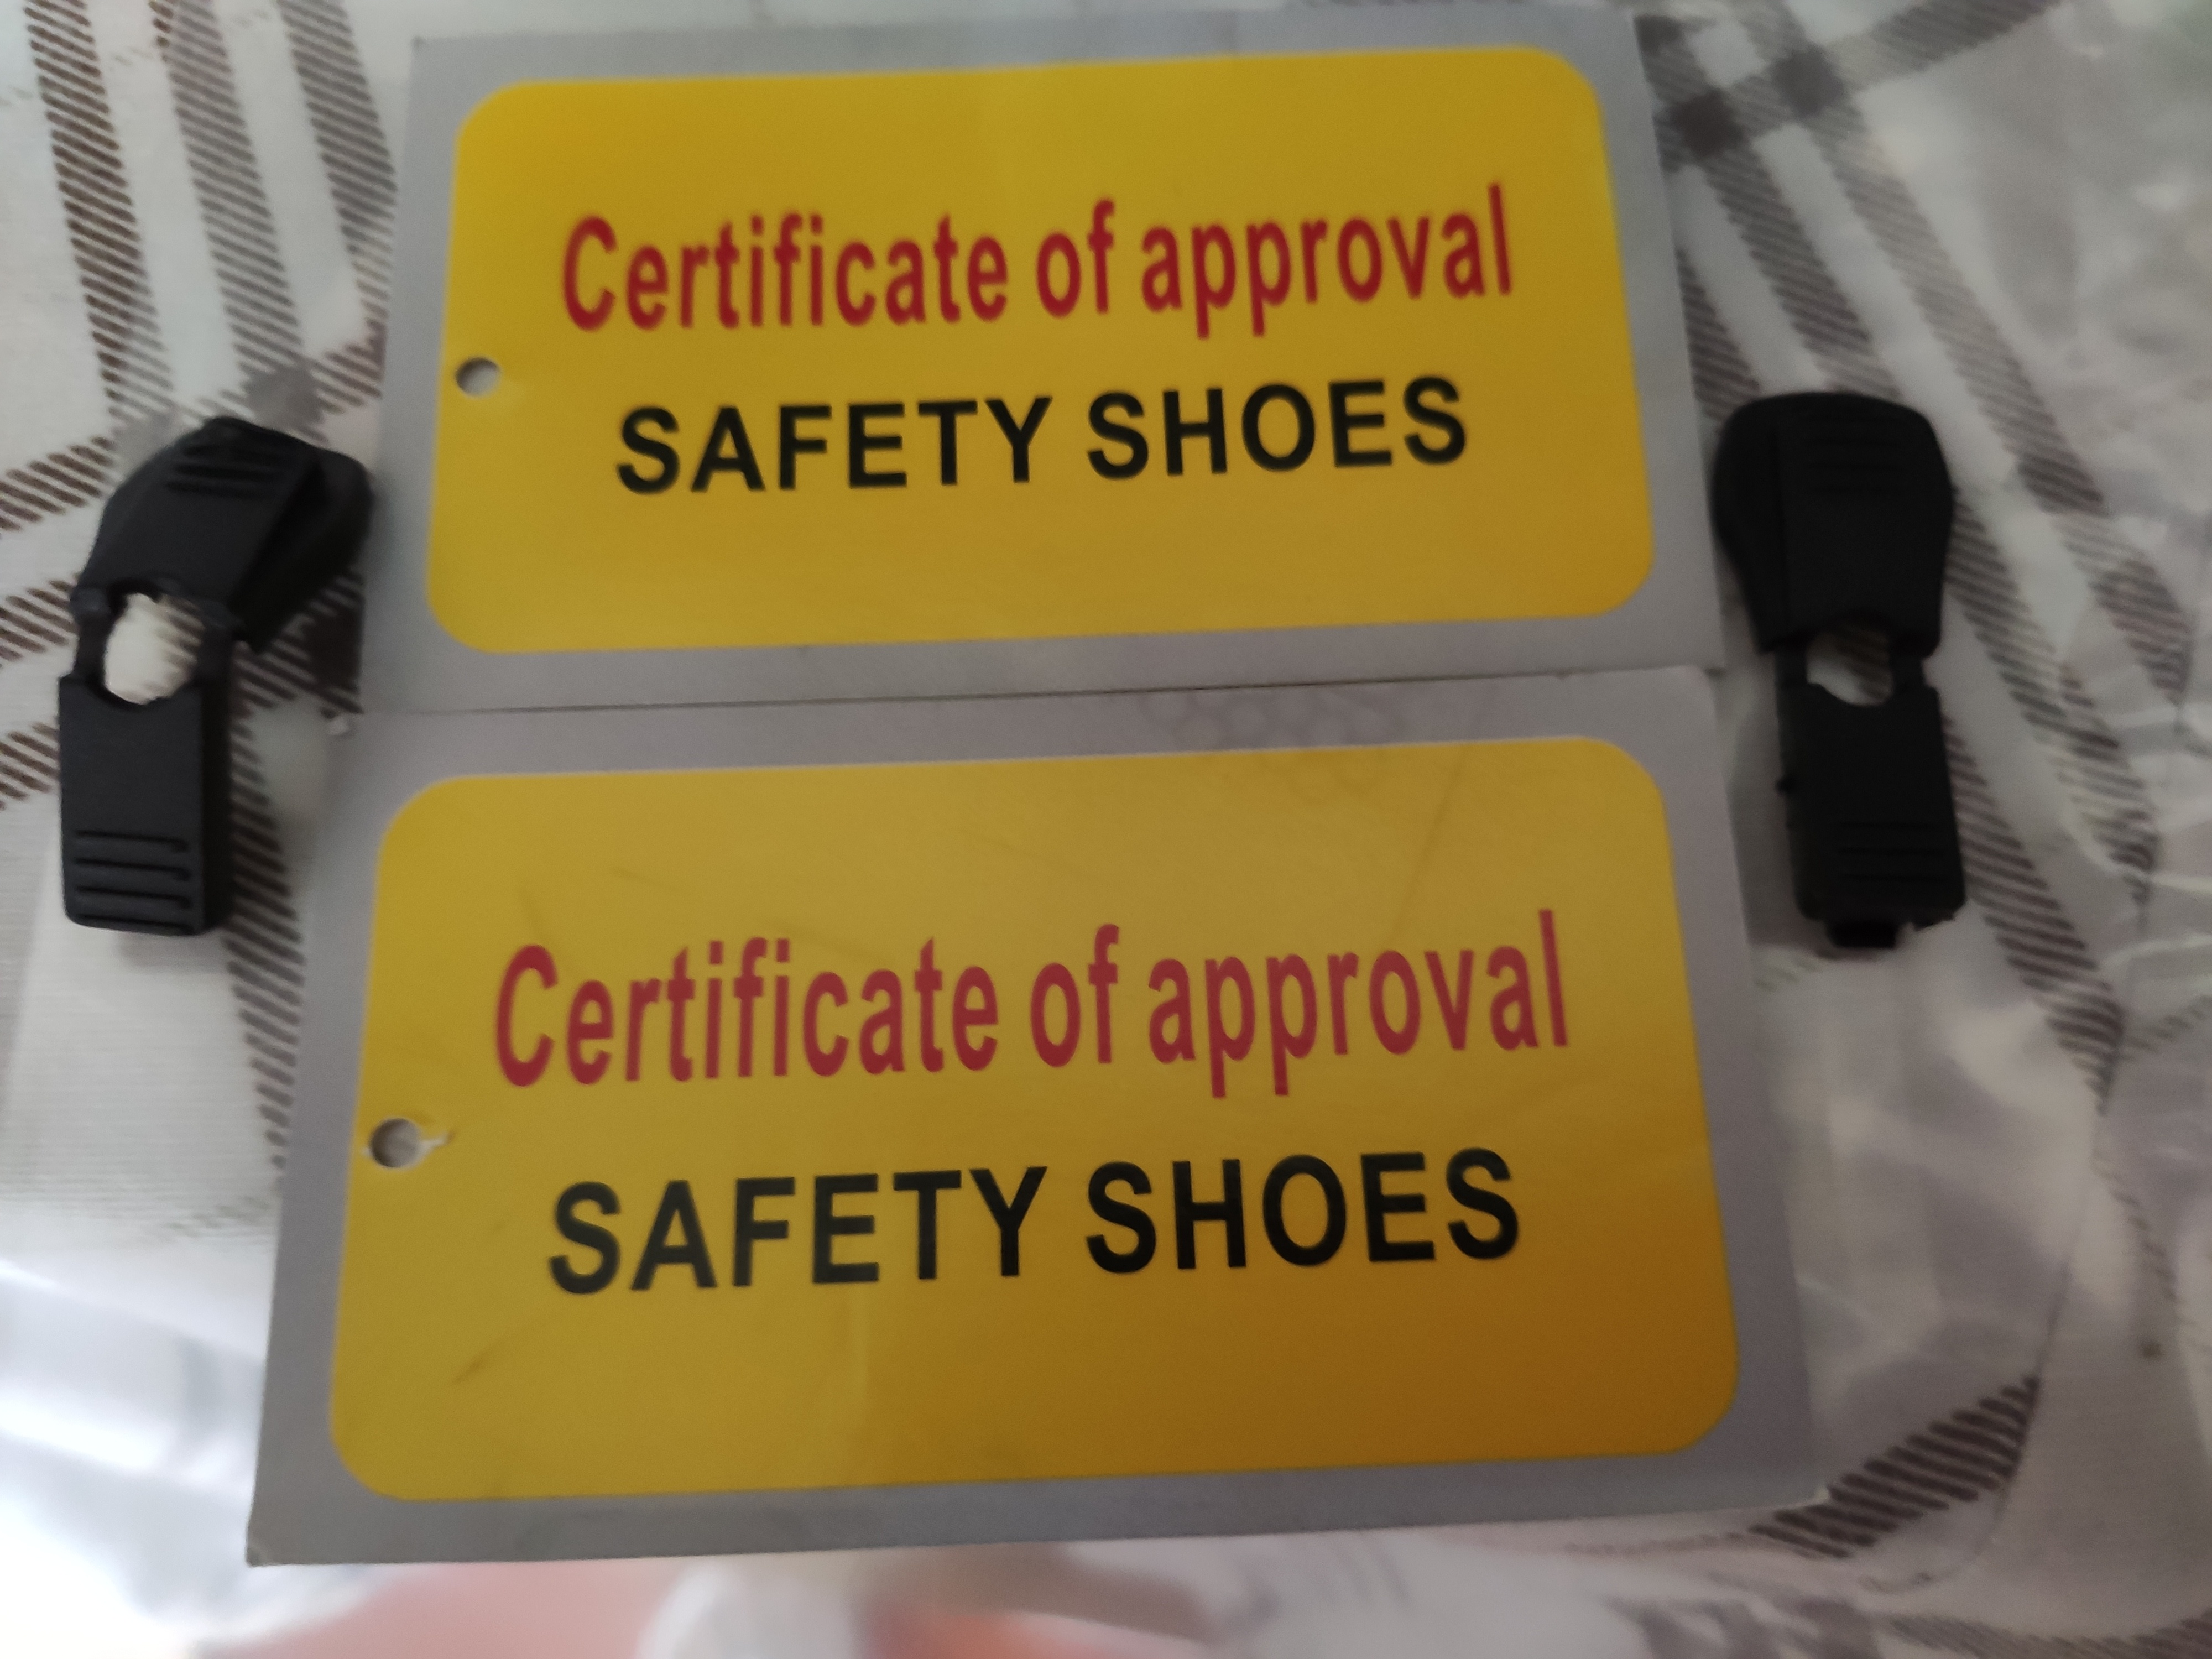 Certificate of approval
SAFETY SHOES
Certificate of approval
SAFETY SHOES